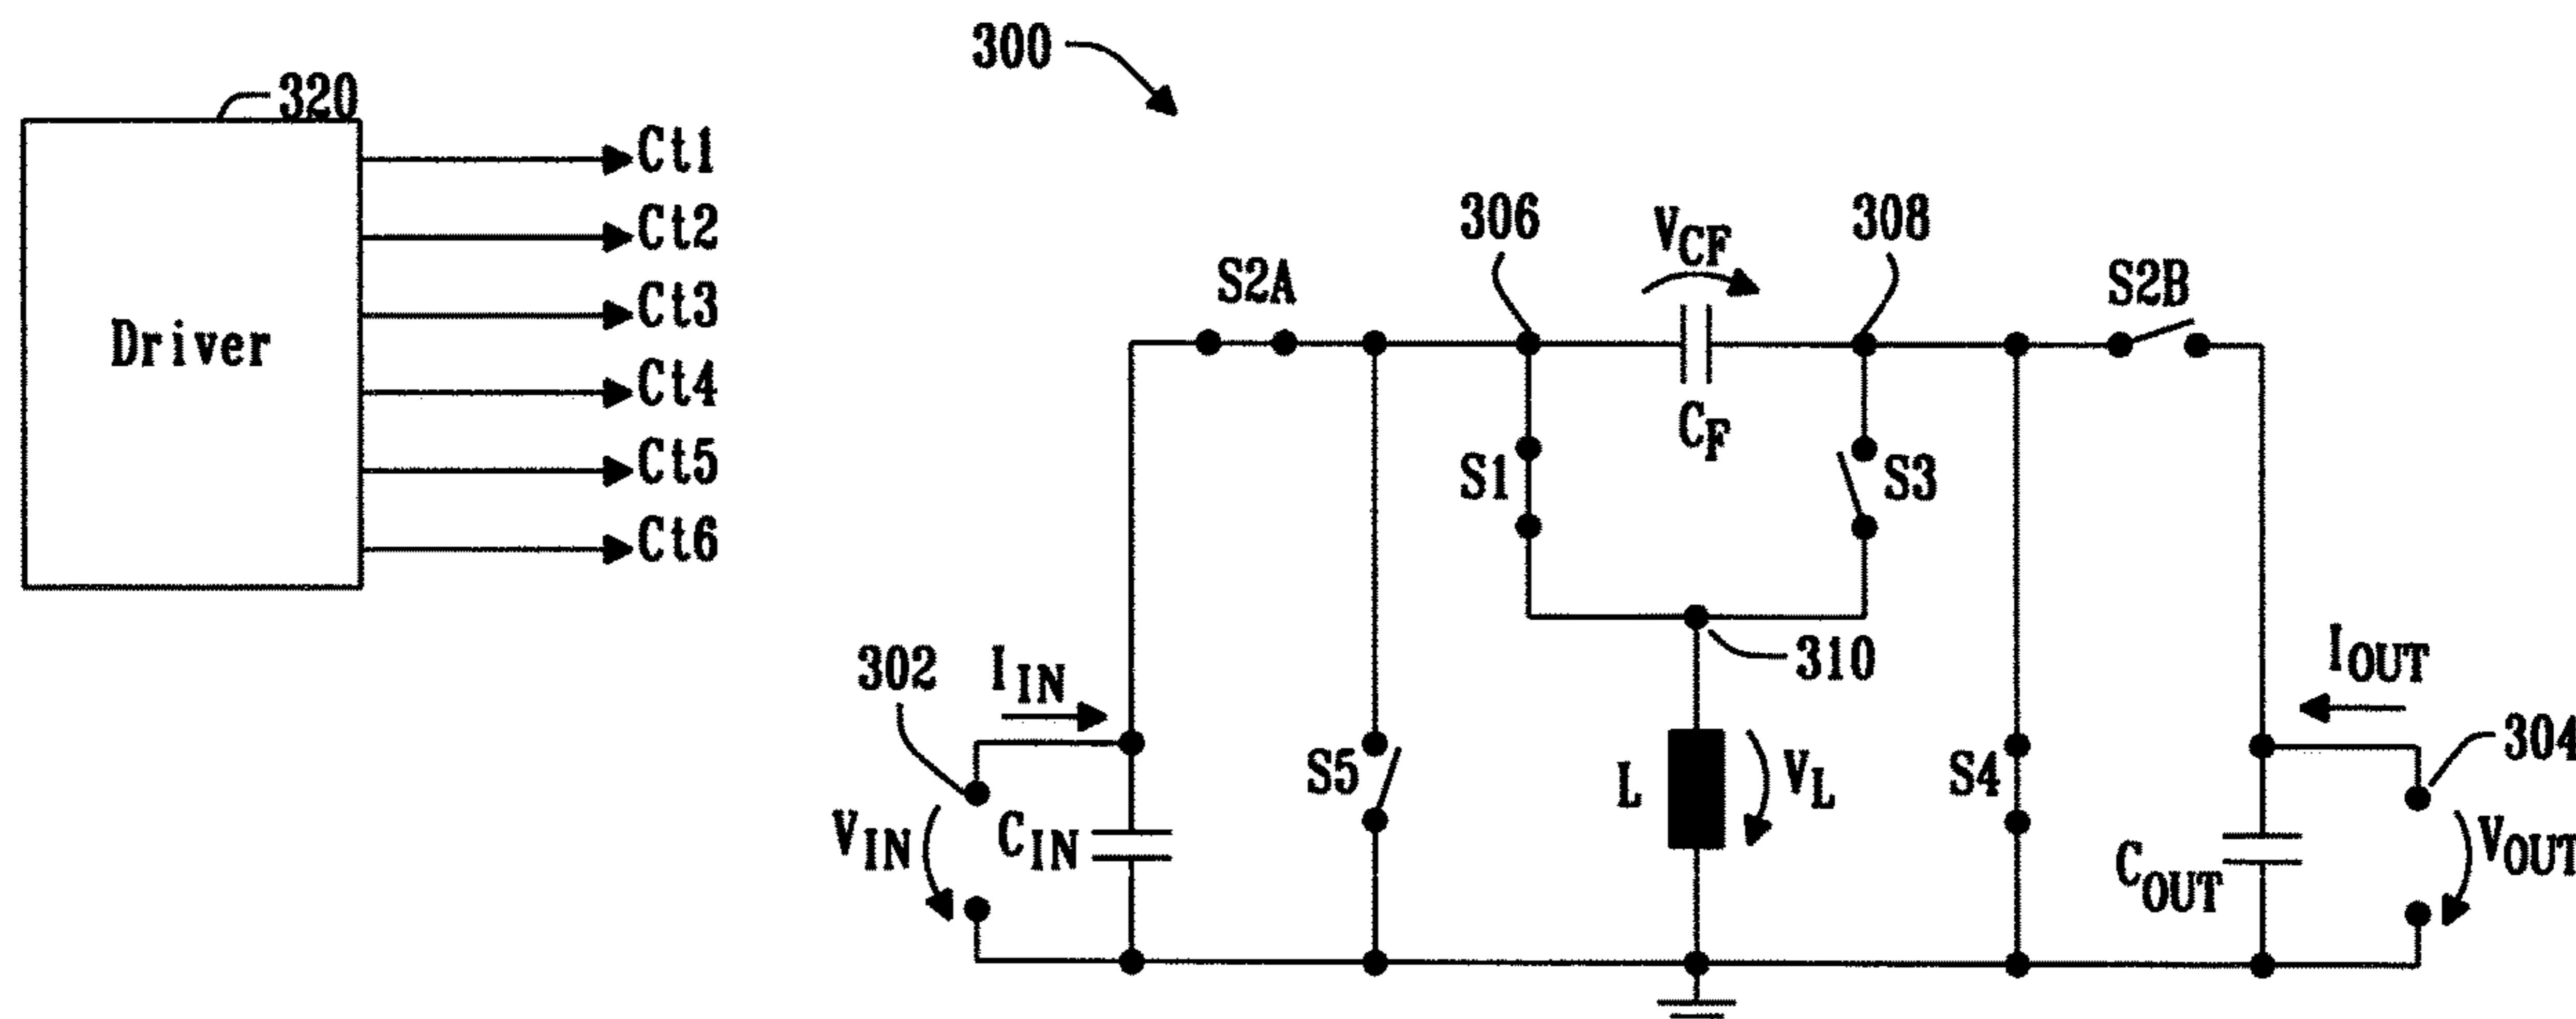 300
320
Ct1
Ct2
Ct3
Ct4
Ct5
Ct6
Driver
306
VCF
308
S2A
S2B
CF
S1
S3
310
302
IIN
IOUT
304
S5
L
VL
S4
VIN
CIN
COUT
VOUT